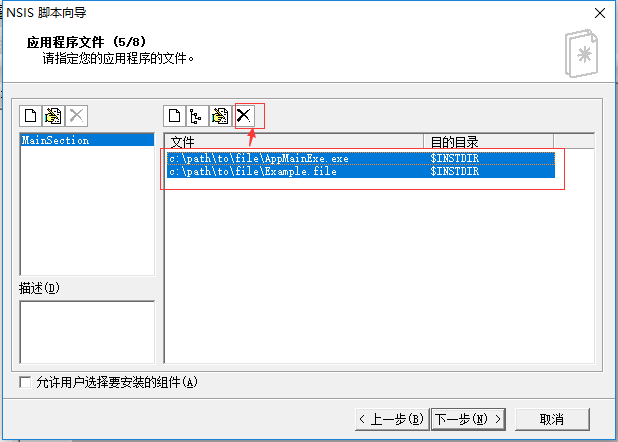 NSIS 脚本向导
应用程序文件 (5/8)
请指定您的应用程序的文件。
MainSection
文件 目的目录
c:\path\to\file\AppMainExe.exe $INSTDIR
c:\path\to\file\Example.file $INSTDIR
描述(D)
允许用户选择要安装的组件(A)
< 上一步(B) 下一步(N) > 取消